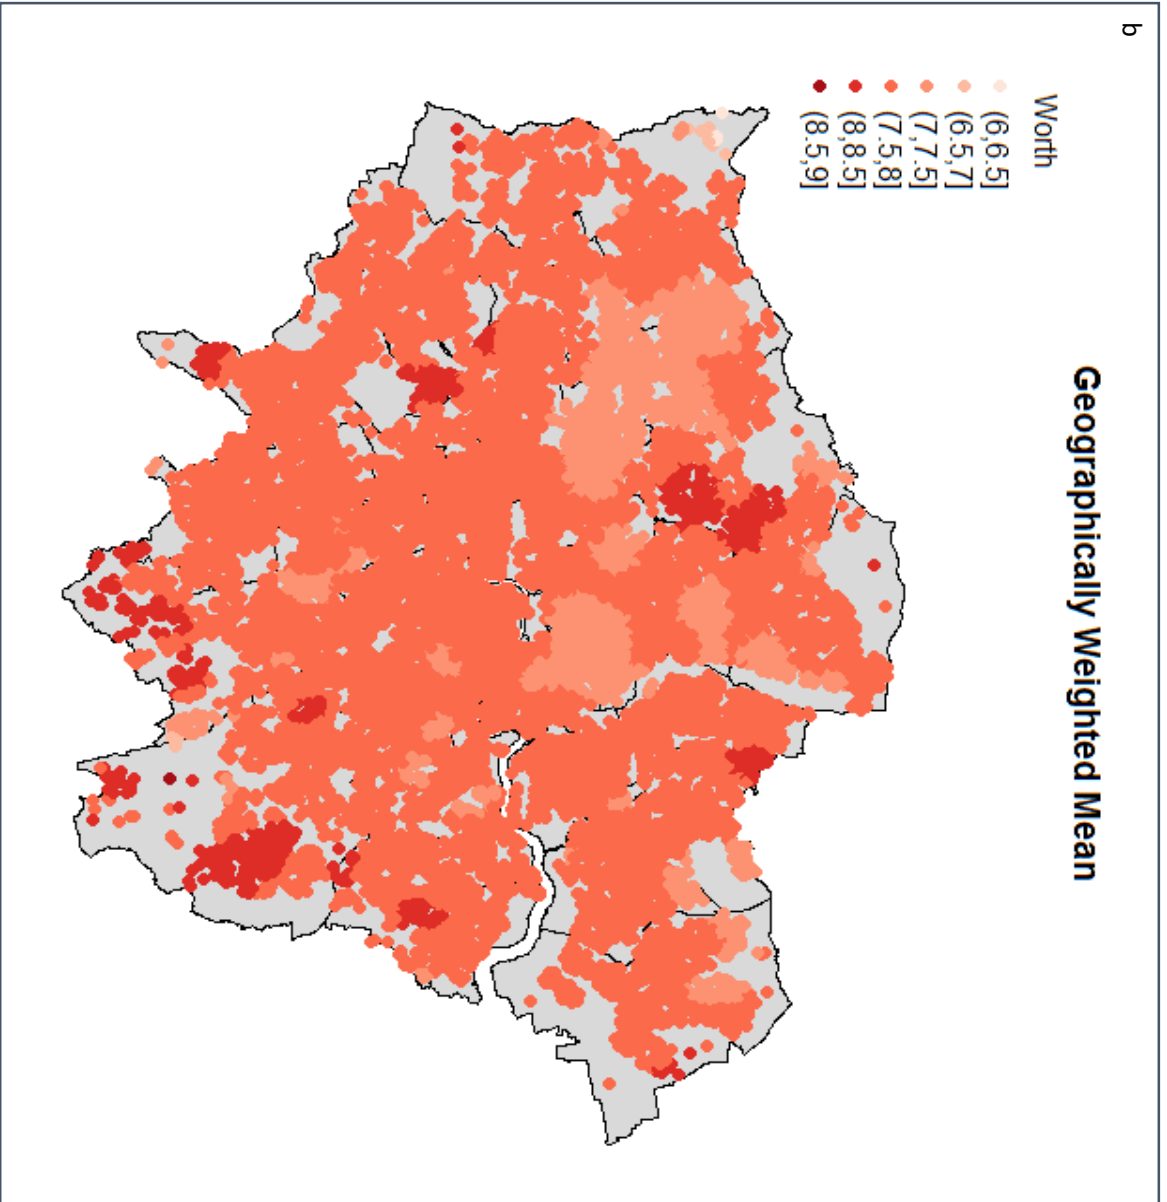 b
Geographically Weighted Mean
Worth
(6,6.5]
(6.5,7]
(7,7.5]
(7.5,8]
(8,8.5]
(8.5,9]